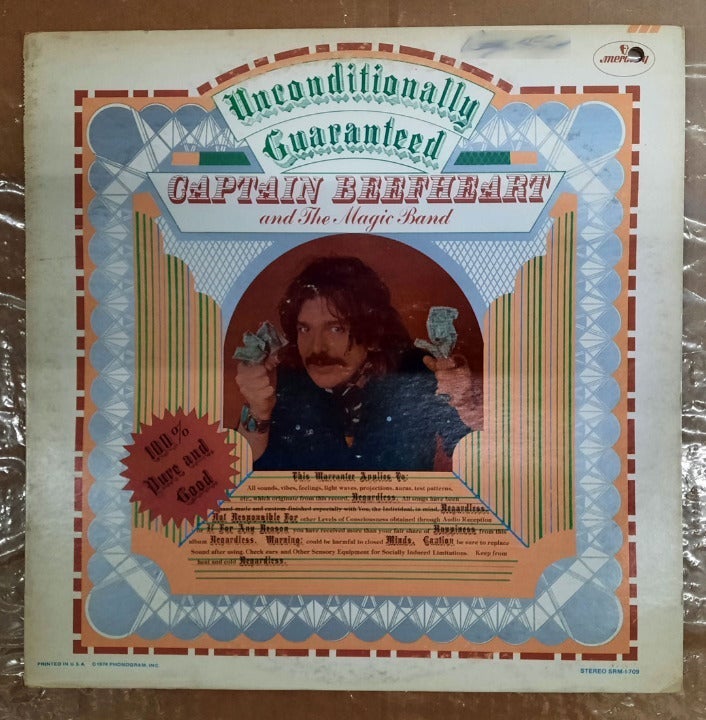 mercury
Unconditionally
Guaranteed
CAPTAIN BEEFHEART
and The Magic Band
100%
Pure and
Good
This Warrantee Applies To:
All sounds, vibes, feelings, light waves, projections, auras, test patterns,
etc., which originate from this record. Regardless. All songs have been
hand-made and custom-finished especially with You, the Individual, in mind. Regardless.
Not Responsible For other Levels of Consciousness obtained through Audio Reception
If For Any Reason you have received more than your fair share of Happiness from this
album Regardless. Warning: could be harmful to closed Minds. Caution be sure to replace
Sound after using. Check ears and Other Sensory Equipment for Socially Induced Limitations. Keep from
heat and cold Regardless.
PRINTED IN U.S.A. © 1974 PHONOGRAM, INC.
STEREO SRM-1-709